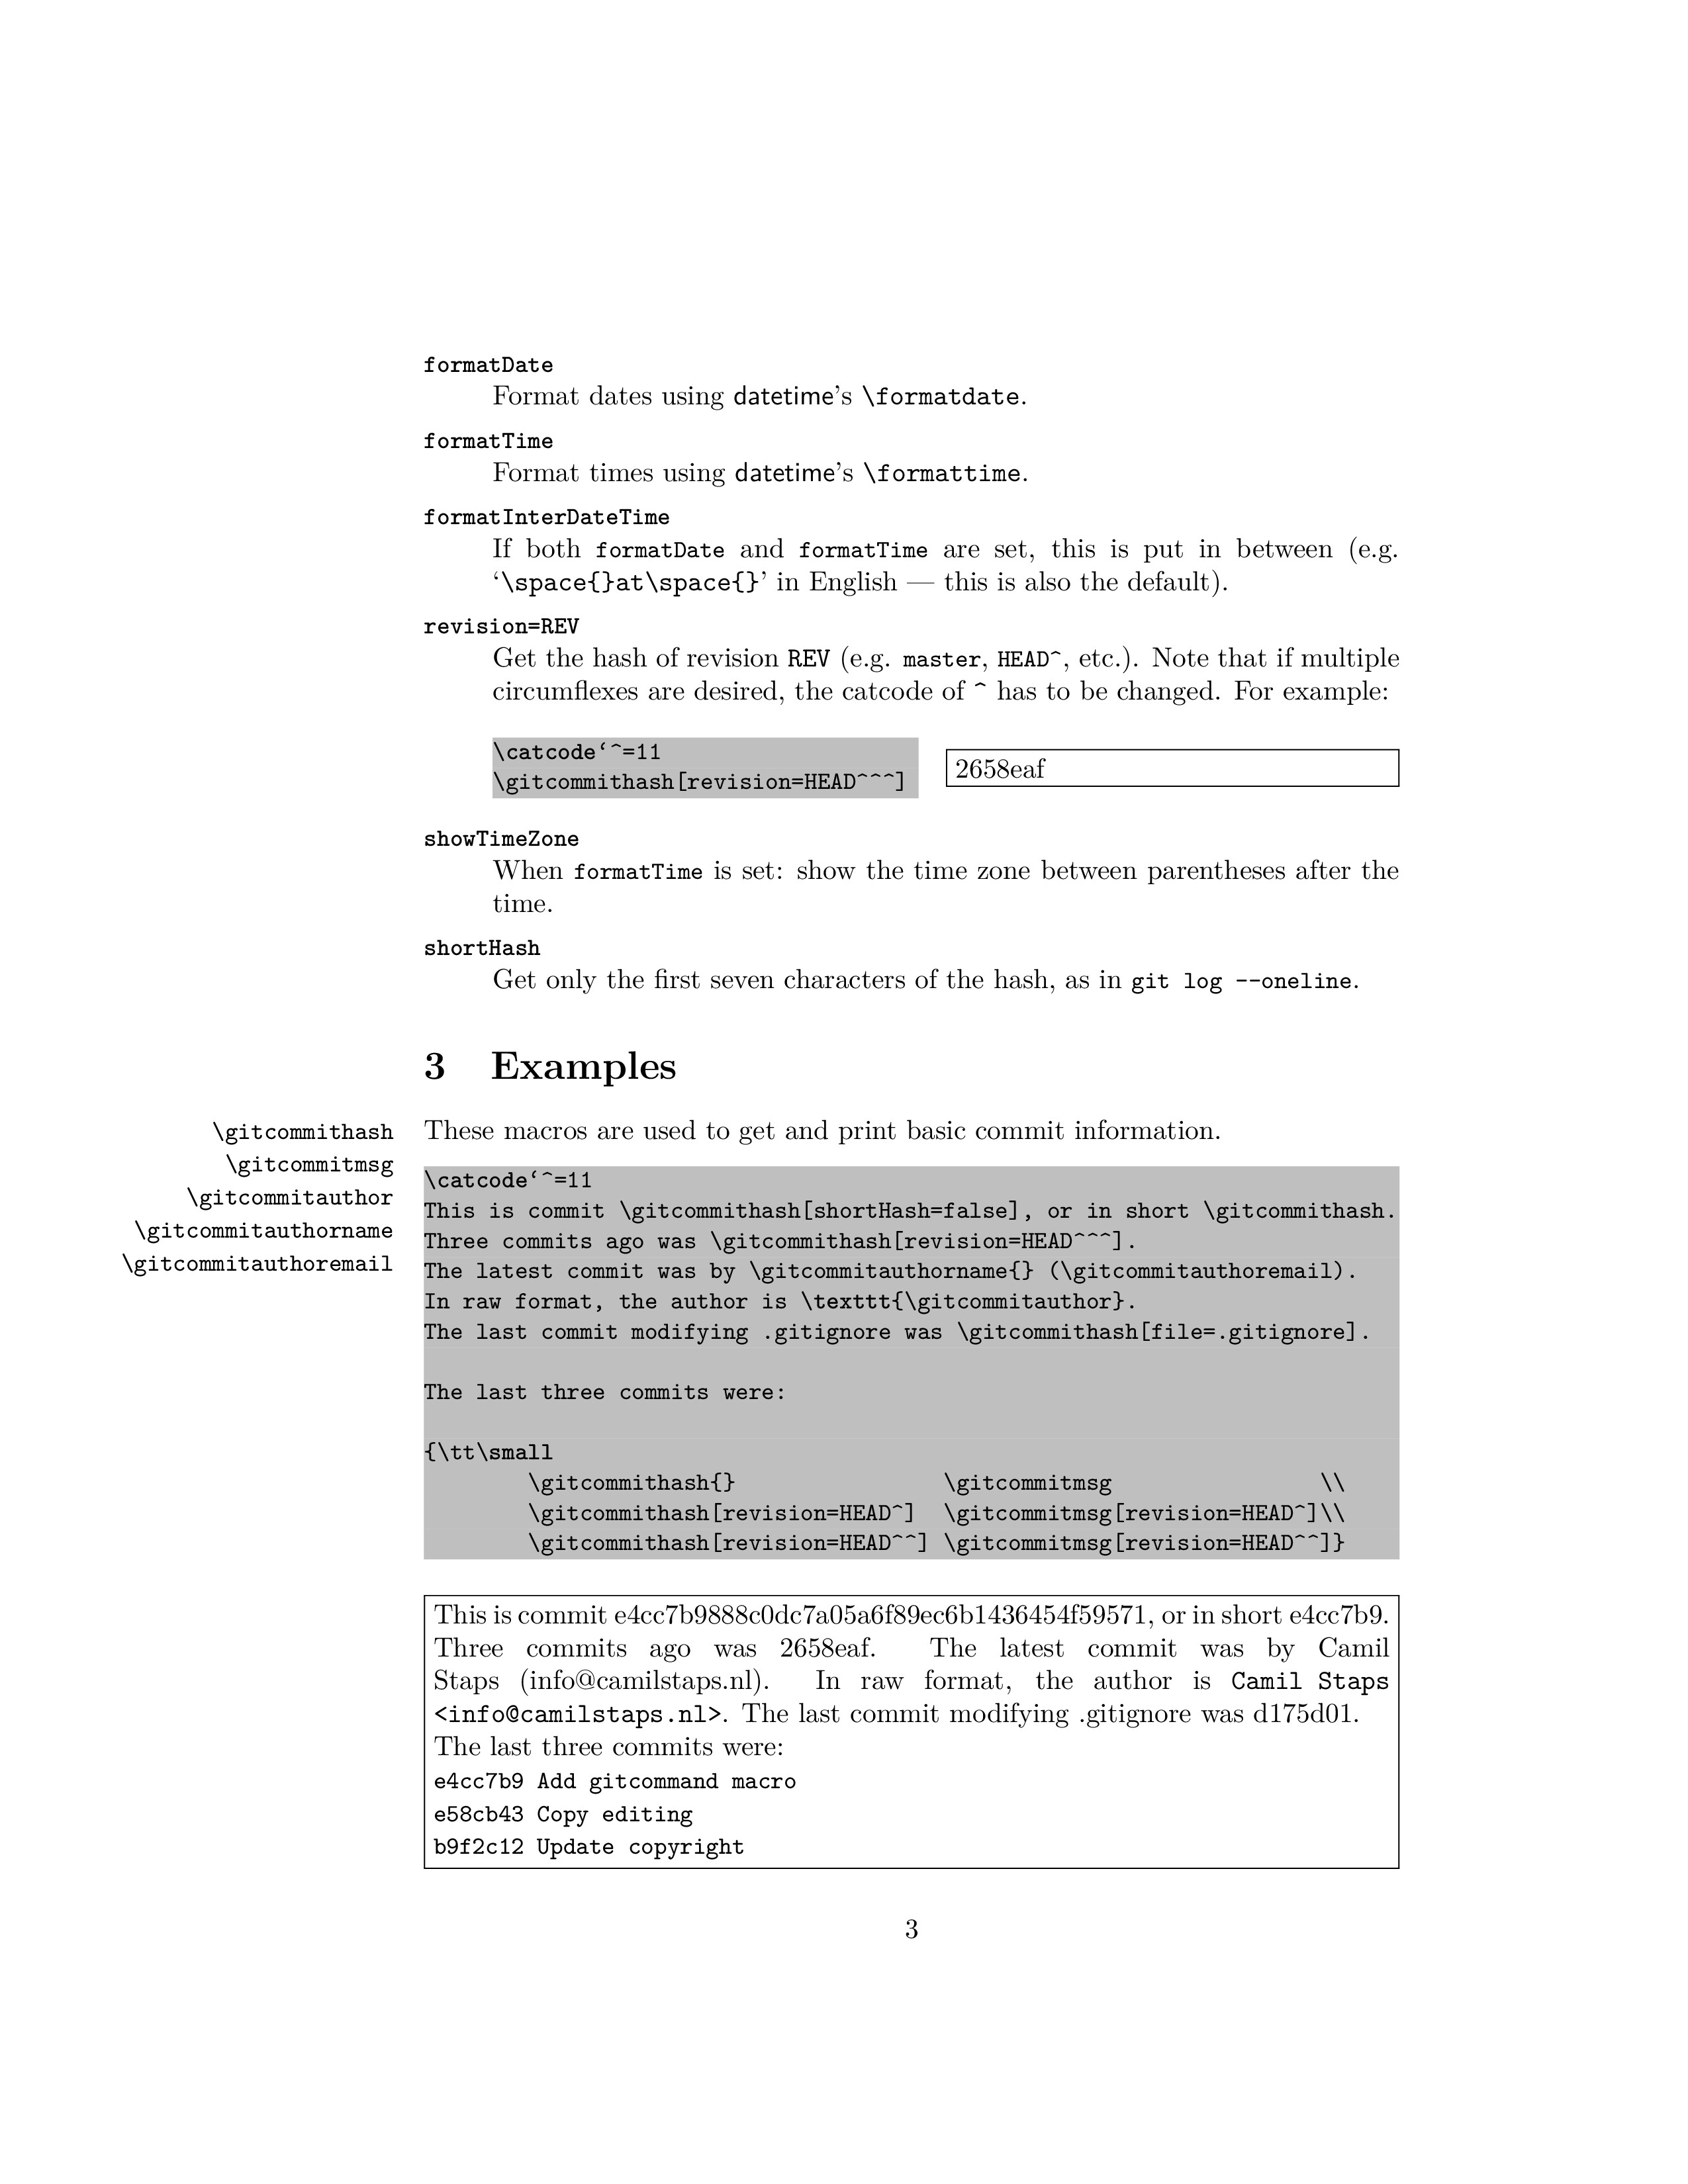 formatDate
Format dates using datetime's \formatdate.
formatTime
Format times using datetime's \formattime.
formatInterDateTime
If both formatDate and formatTime are set, this is put in between (e.g.
‘\space{}at\space{}’ in English — this is also the default).
revision=REV
Get the hash of revision REV (e.g. master, HEAD^, etc.). Note that if multiple
circumflexes are desired, the catcode of ^ has to be changed. For example:
\catcode‘^=11
\gitcommithash[revision=HEAD^^^]
2658eaf
showTimeZone
When formatTime is set: show the time zone between parentheses after the
time.
shortHash
Get only the first seven characters of the hash, as in git log --oneline.
3 Examples
\gitcommithash
\gitcommitmsg
\gitcommitauthor
\gitcommitauthorname
\gitcommitauthoremail
These macros are used to get and print basic commit information.
\catcode‘^=11
This is commit \gitcommithash[shortHash=false], or in short \gitcommithash.
Three commits ago was \gitcommithash[revision=HEAD^^^].
The latest commit was by \gitcommitauthorname{} (\gitcommitauthoremail).
In raw format, the author is \texttt{\gitcommitauthor}.
The last commit modifying .gitignore was \gitcommithash[file=.gitignore].
The last three commits were:
{\tt\small
\gitcommithash{} \gitcommitmsg \\
\gitcommithash[revision=HEAD^] \gitcommitmsg[revision=HEAD^]\\
\gitcommithash[revision=HEAD^^] \gitcommitmsg[revision=HEAD^^]}
This is commit e4cc7b9888c0dc7a05a6f89ec6b1436454f59571, or in short e4cc7b9.
Three commits ago was 2658eaf. The latest commit was by Camil
Staps (info@camilstaps.nl). In raw format, the author is Camil Staps
<info@camilstaps.nl>. The last commit modifying .gitignore was d175d01.
The last three commits were:
e4cc7b9 Add gitcommand macro
e58cb43 Copy editing
b9f2c12 Update copyright
3